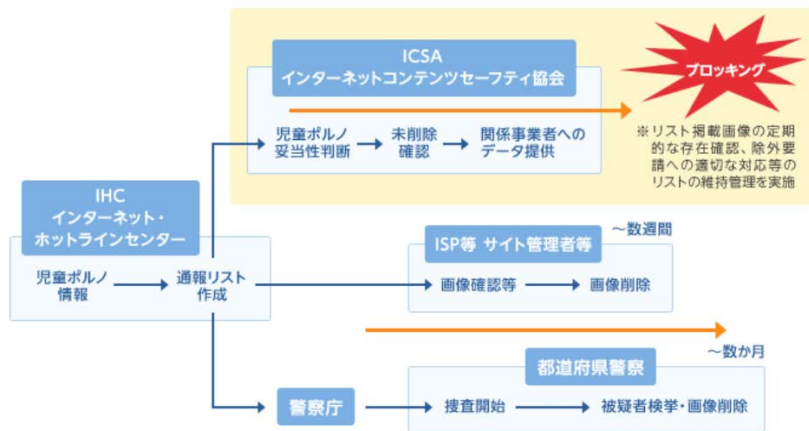 ICSA
インターネットコンテンツセーフティ協会
ブロッキング
児童ポルノ
妥当性判断
未削除
確認
関係事業者への
データ提供
※リスト掲載画像の定期
的な存在確認、除外要
請への適切な対応等の
リストの維持管理を実施
IHC
インターネット・
ホットラインセンター
児童ポルノ
情報
通報リスト
作成
ISP等 サイト管理者等
～数週間
画像確認等
画像削除
～数か月
都道府県警察
警察庁
捜査開始
被疑者検挙・画像削除